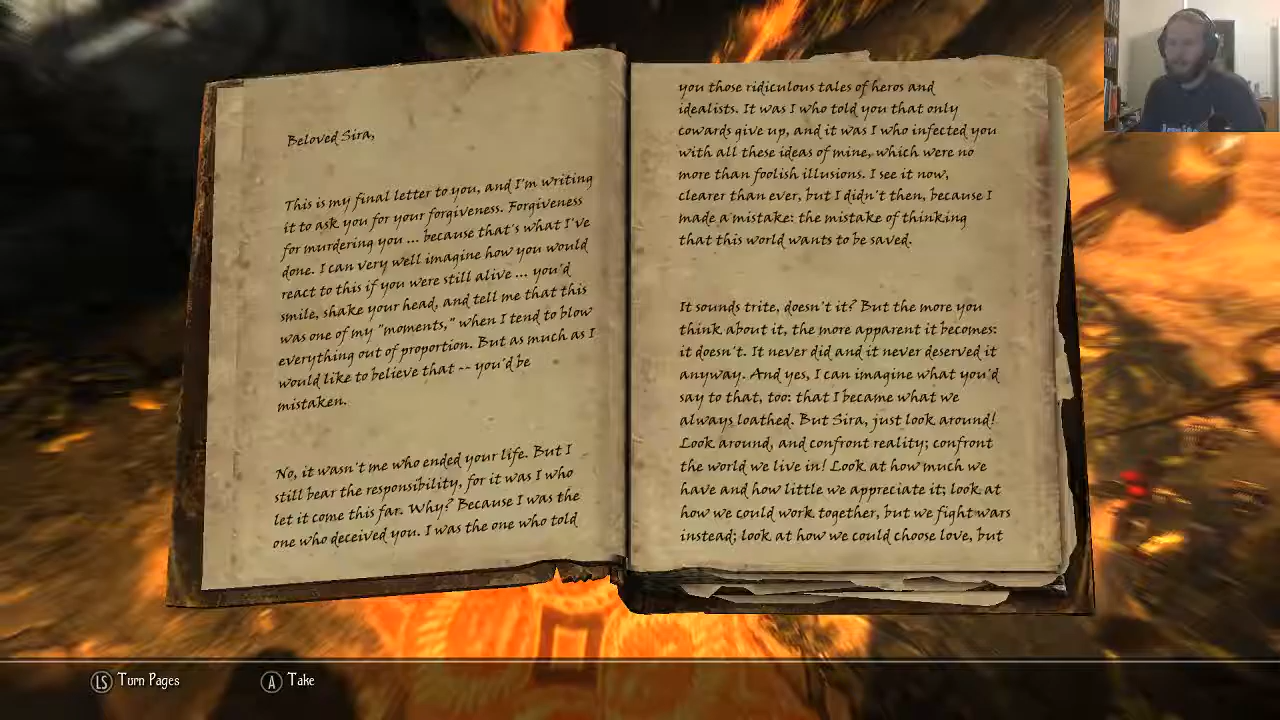 Beloved Sira,
This is my final letter to you, and I'm writing
it to ask you for your forgiveness. Forgiveness
for murdering you ... because that's what I've
done. I can very well imagine how you would
react to this if you were still alive ... you'd
smile, shake your head, and tell me that this
was one of my "moments," when I tend to blow
everything out of proportion. But as much as I
would like to believe that -- you'd be
mistaken.
No, it wasn't me who ended your life. But I
still bear the responsibility, for it was I who
let it come this far. Why? Because I was the
one who deceived you. I was the one who told
you those ridiculous tales of heros and
idealists. It was I who told you that only
cowards give up, and it was I who infected you
with all these ideas of mine, which were no
more than foolish illusions. I see it now,
clearer than ever, but I didn't then, because I
made a mistake: the mistake of thinking
that this world wants to be saved.
It sounds trite, doesn't it? But the more you
think about it, the more apparent it becomes:
it doesn't. It never did and it never deserved it
anyway. And yes, I can imagine what you'd
say to that, too: that I became what we
always loathed. But Sira, just look around!
Look around, and confront reality; confront
the world we live in! Look at how much we
have and how little we appreciate it; look at
how we could work together, but we fight wars
instead; look at how we could choose love, but
LS Turn Pages
A Take